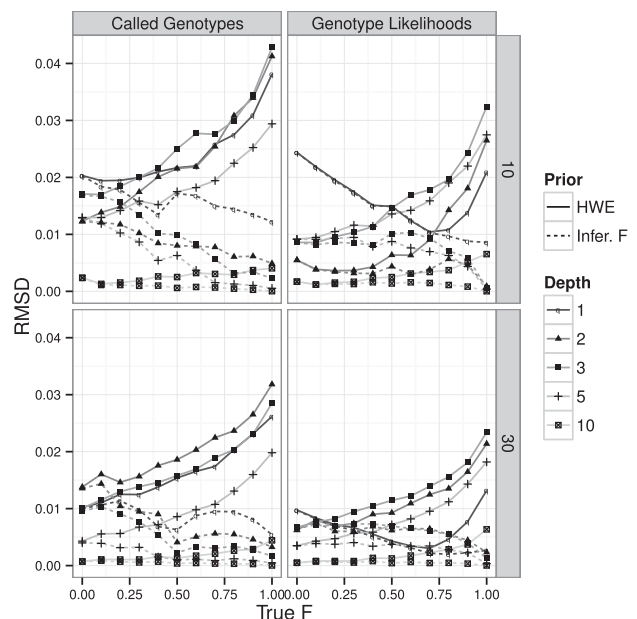 Called Genotypes
Genotype Likelihoods
0.04
0.03
0.02
0.01
0.00
10
0.04
0.03
0.02
0.01
0.00
30
RMSD
0.00 0.25 0.50 0.75 1.00
0.00 0.25 0.50 0.75 1.00
True F
Prior
HWE
Infer. F
Depth
1
2
3
5
10